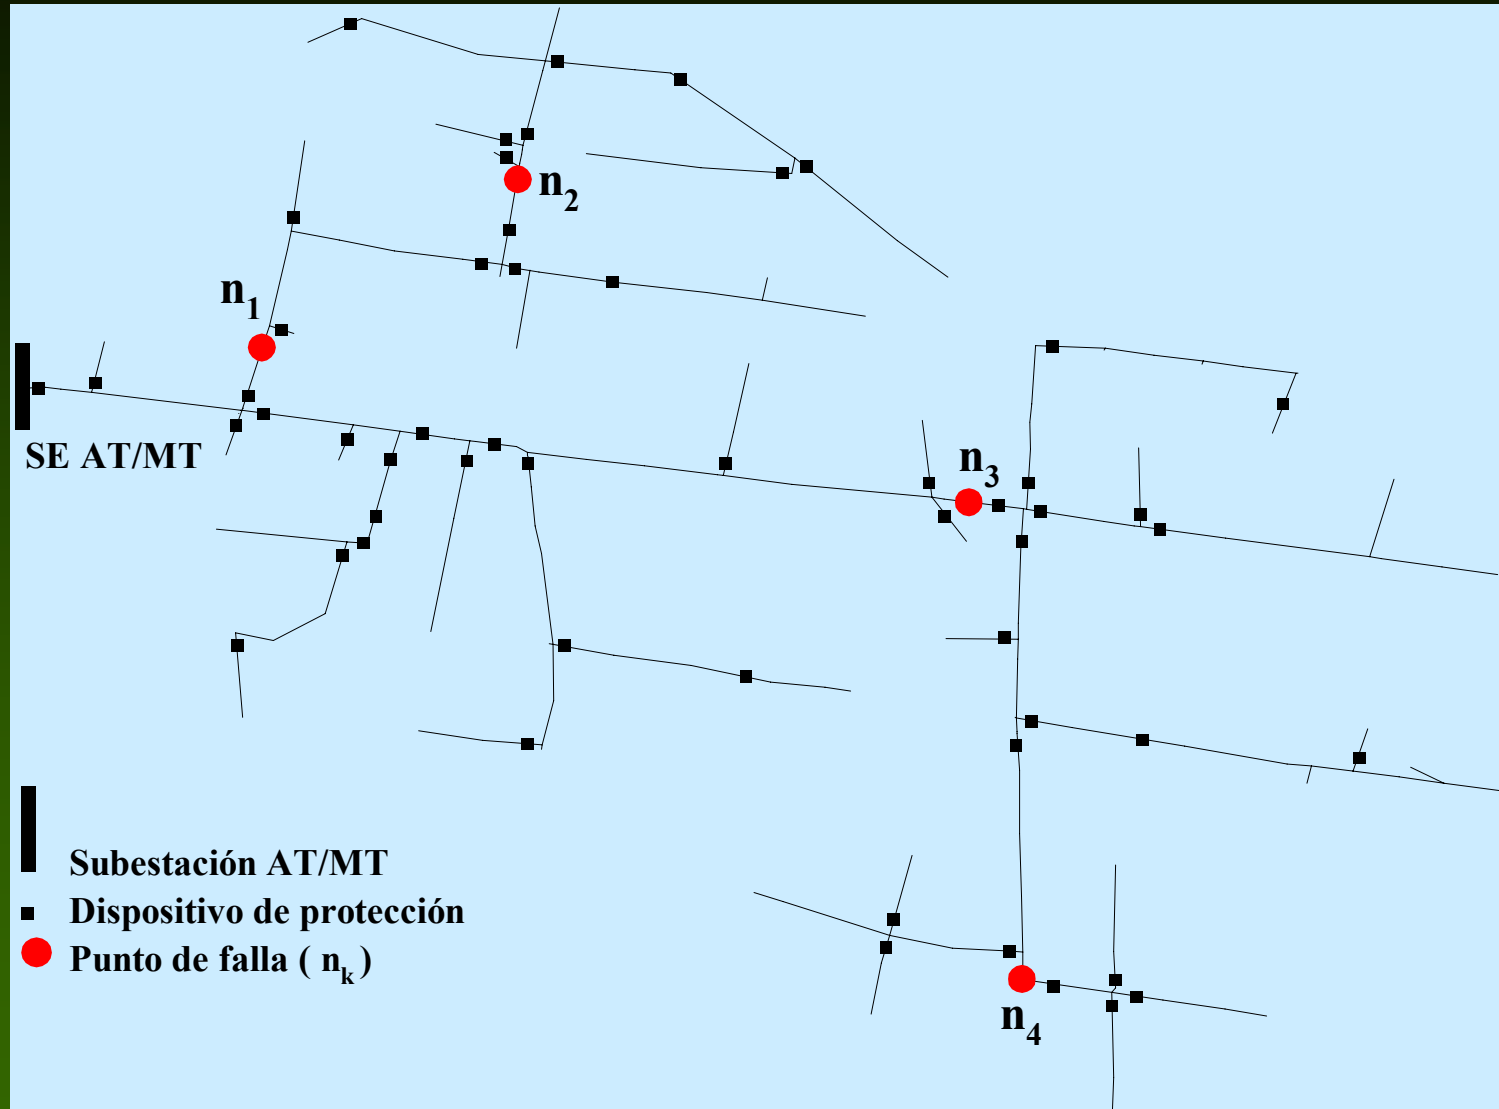 n2
n1
SE AT/MT
n3
n4
Subestación AT/MT
Dispositivo de protección
Punto de falla ( nk )